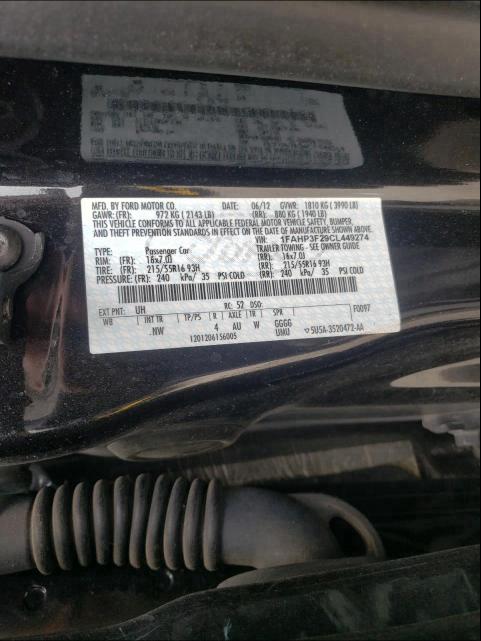 MFD. BY FORD MOTOR CO. DATE: 06/12 GVWR: 1810 KG ( 3990 LB)
GAWR: (FR): 972 KG ( 2143 LB) (RR): 880 KG ( 1940 LB)
THIS VEHICLE CONFORMS TO ALL APPLICABLE FEDERAL MOTOR VEHICLE SAFETY, BUMPER,
AND THEFT PREVENTION STANDARDS IN EFFECT ON THE DATE OF MANUFACTURE SHOWN ABOVE.
VIN: 1FAHP3F29CL449274
TYPE: Passenger Car TRAILER TOWING - SEE OWNER GUIDE
RIM: (FR): 16x7.0J (RR): 16x7.0J
TIRE: (FR): 215/55R16 93H (RR): 215/55R16 93H
PRESSURE: (FR): 240 kPa/ 35 PSI COLD (RR): 240 kPa/ 35 PSI COLD
EXT PNT: UH RC: 52 DSO: F0097
WB INT TR TP/PS R AXLE TR SPR
.NW 4 AU W GGGG
UMU
1201206156005 5U5A-3520472-AA